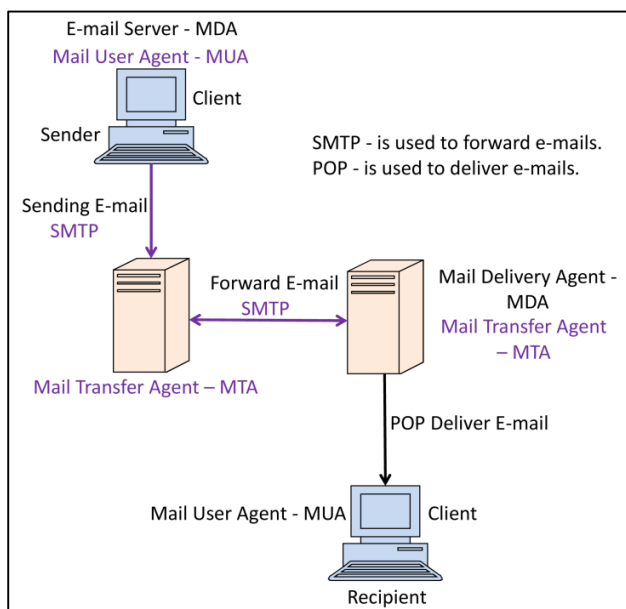 E-mail Server - MDA
Mail User Agent - MUA
Client
Sender
SMTP - is used to forward e-mails.
POP - is used to deliver e-mails.
Sending E-mail
SMTP
Forward E-mail
SMTP
Mail Delivery Agent -
MDA
Mail Transfer Agent
– MTA
Mail Transfer Agent – MTA
POP Deliver E-mail
Mail User Agent - MUA
Client
Recipient